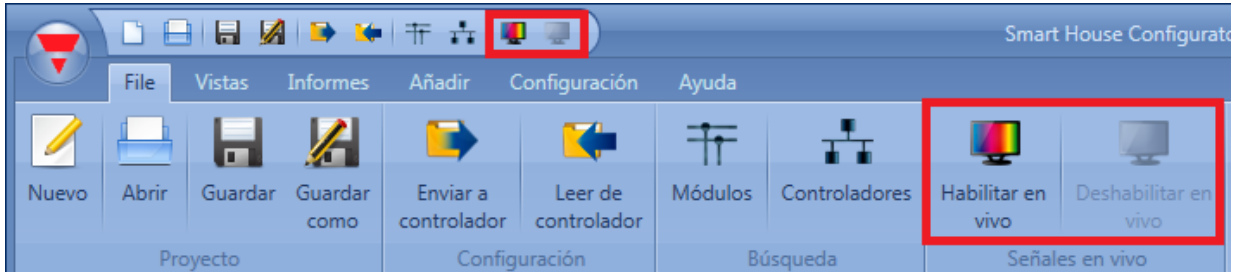 Smart House Configurato
File Vistas Informes Añadir Configuración Ayuda
Nuevo Abrir Guardar Guardar como Enviar a controlador Leer de controlador Módulos Controladores Habilitar en vivo Deshabilitar en vivo
Proyecto Configuración Búsqueda Señales en vivo